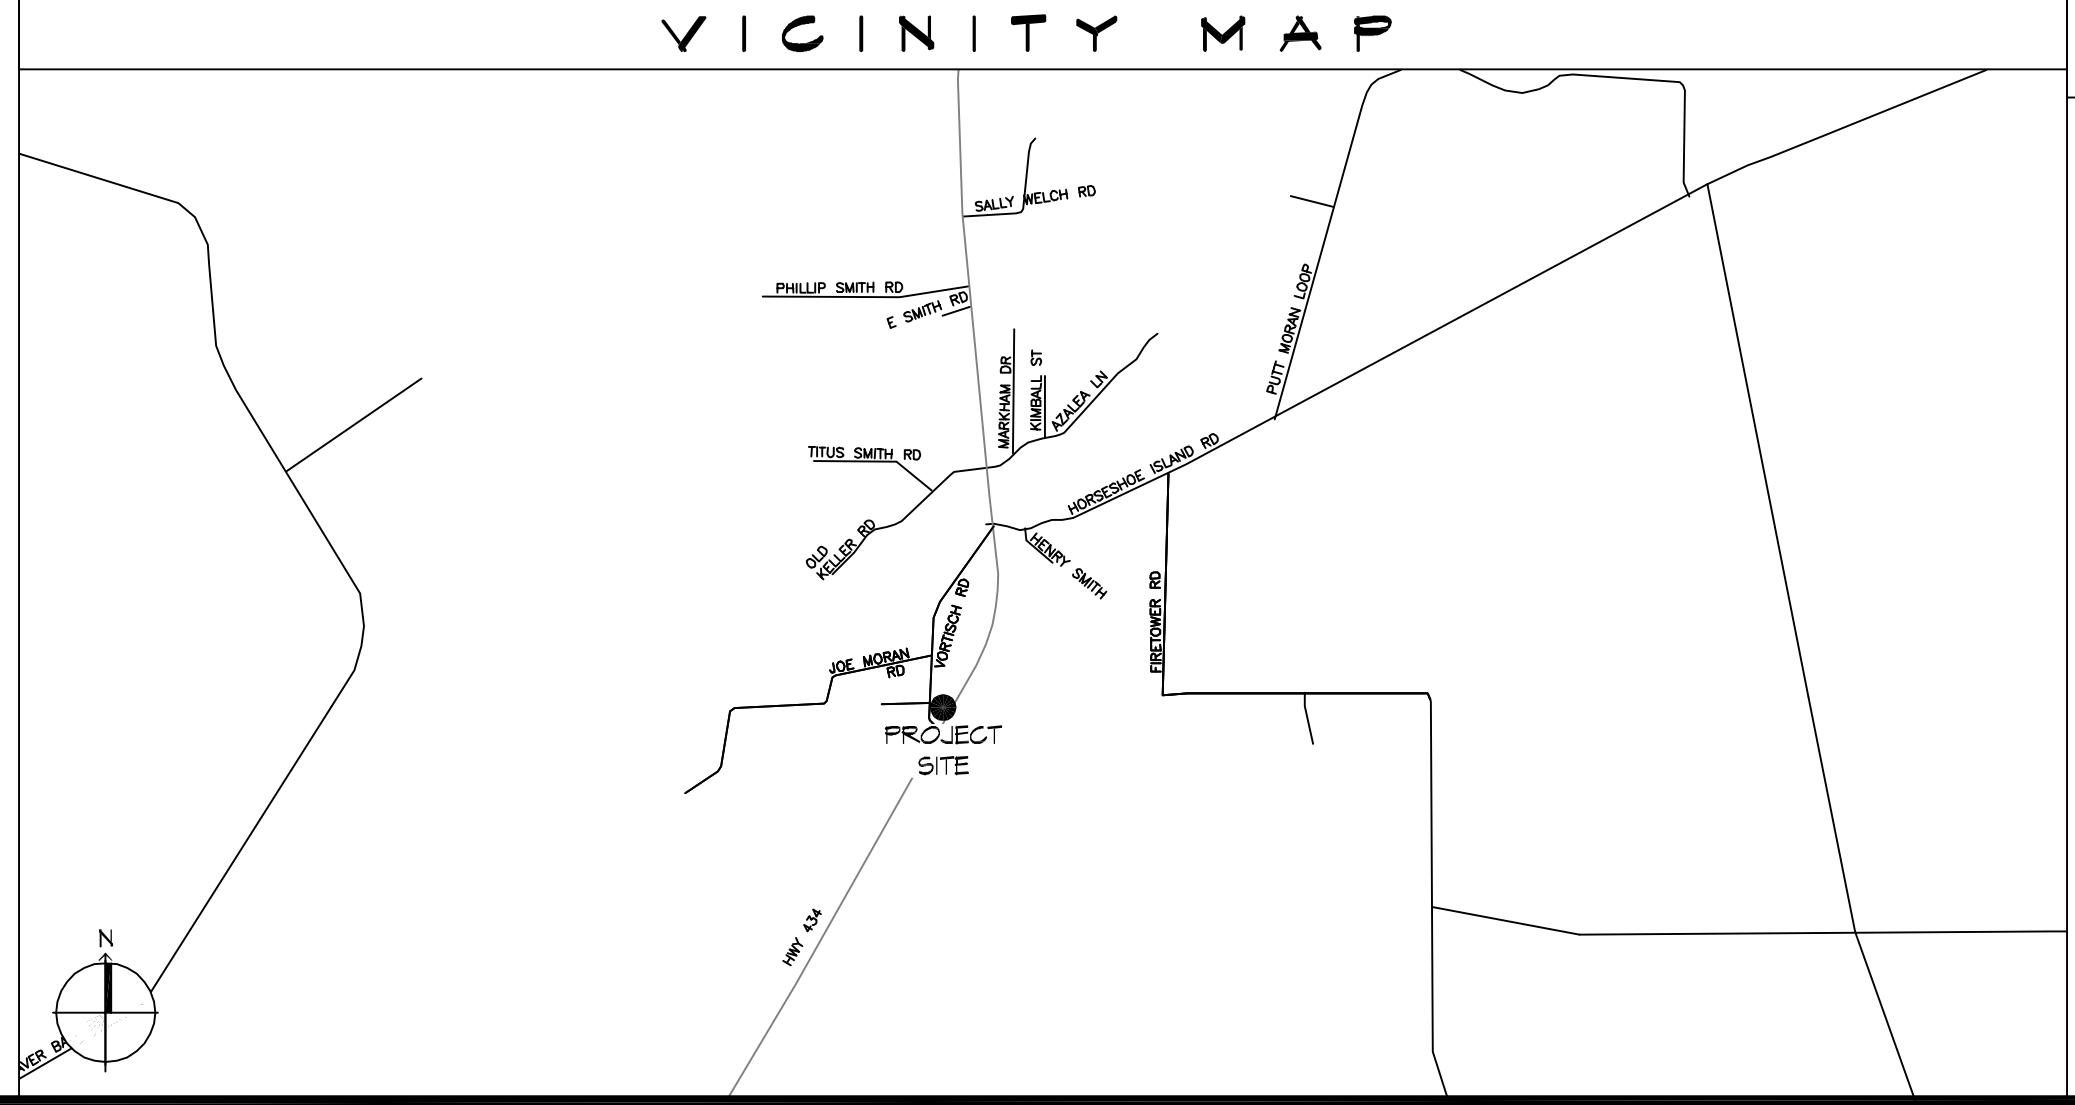 VICINITY MAP
SALLY WELCH RD
PHILLIP SMITH RD
E SMITH RD
PUTT MORAN LOOP
MARKHAM DR
KIMBALL ST
AZALEA LN
TITUS SMITH RD
HORSESHOE ISLAND RD
OLD
KELLER RD
HENRY SMITH
VORTISCH RD
FIRETOWER RD
JOE MORAN
RD
PROJECT
SITE
HWY 434
N